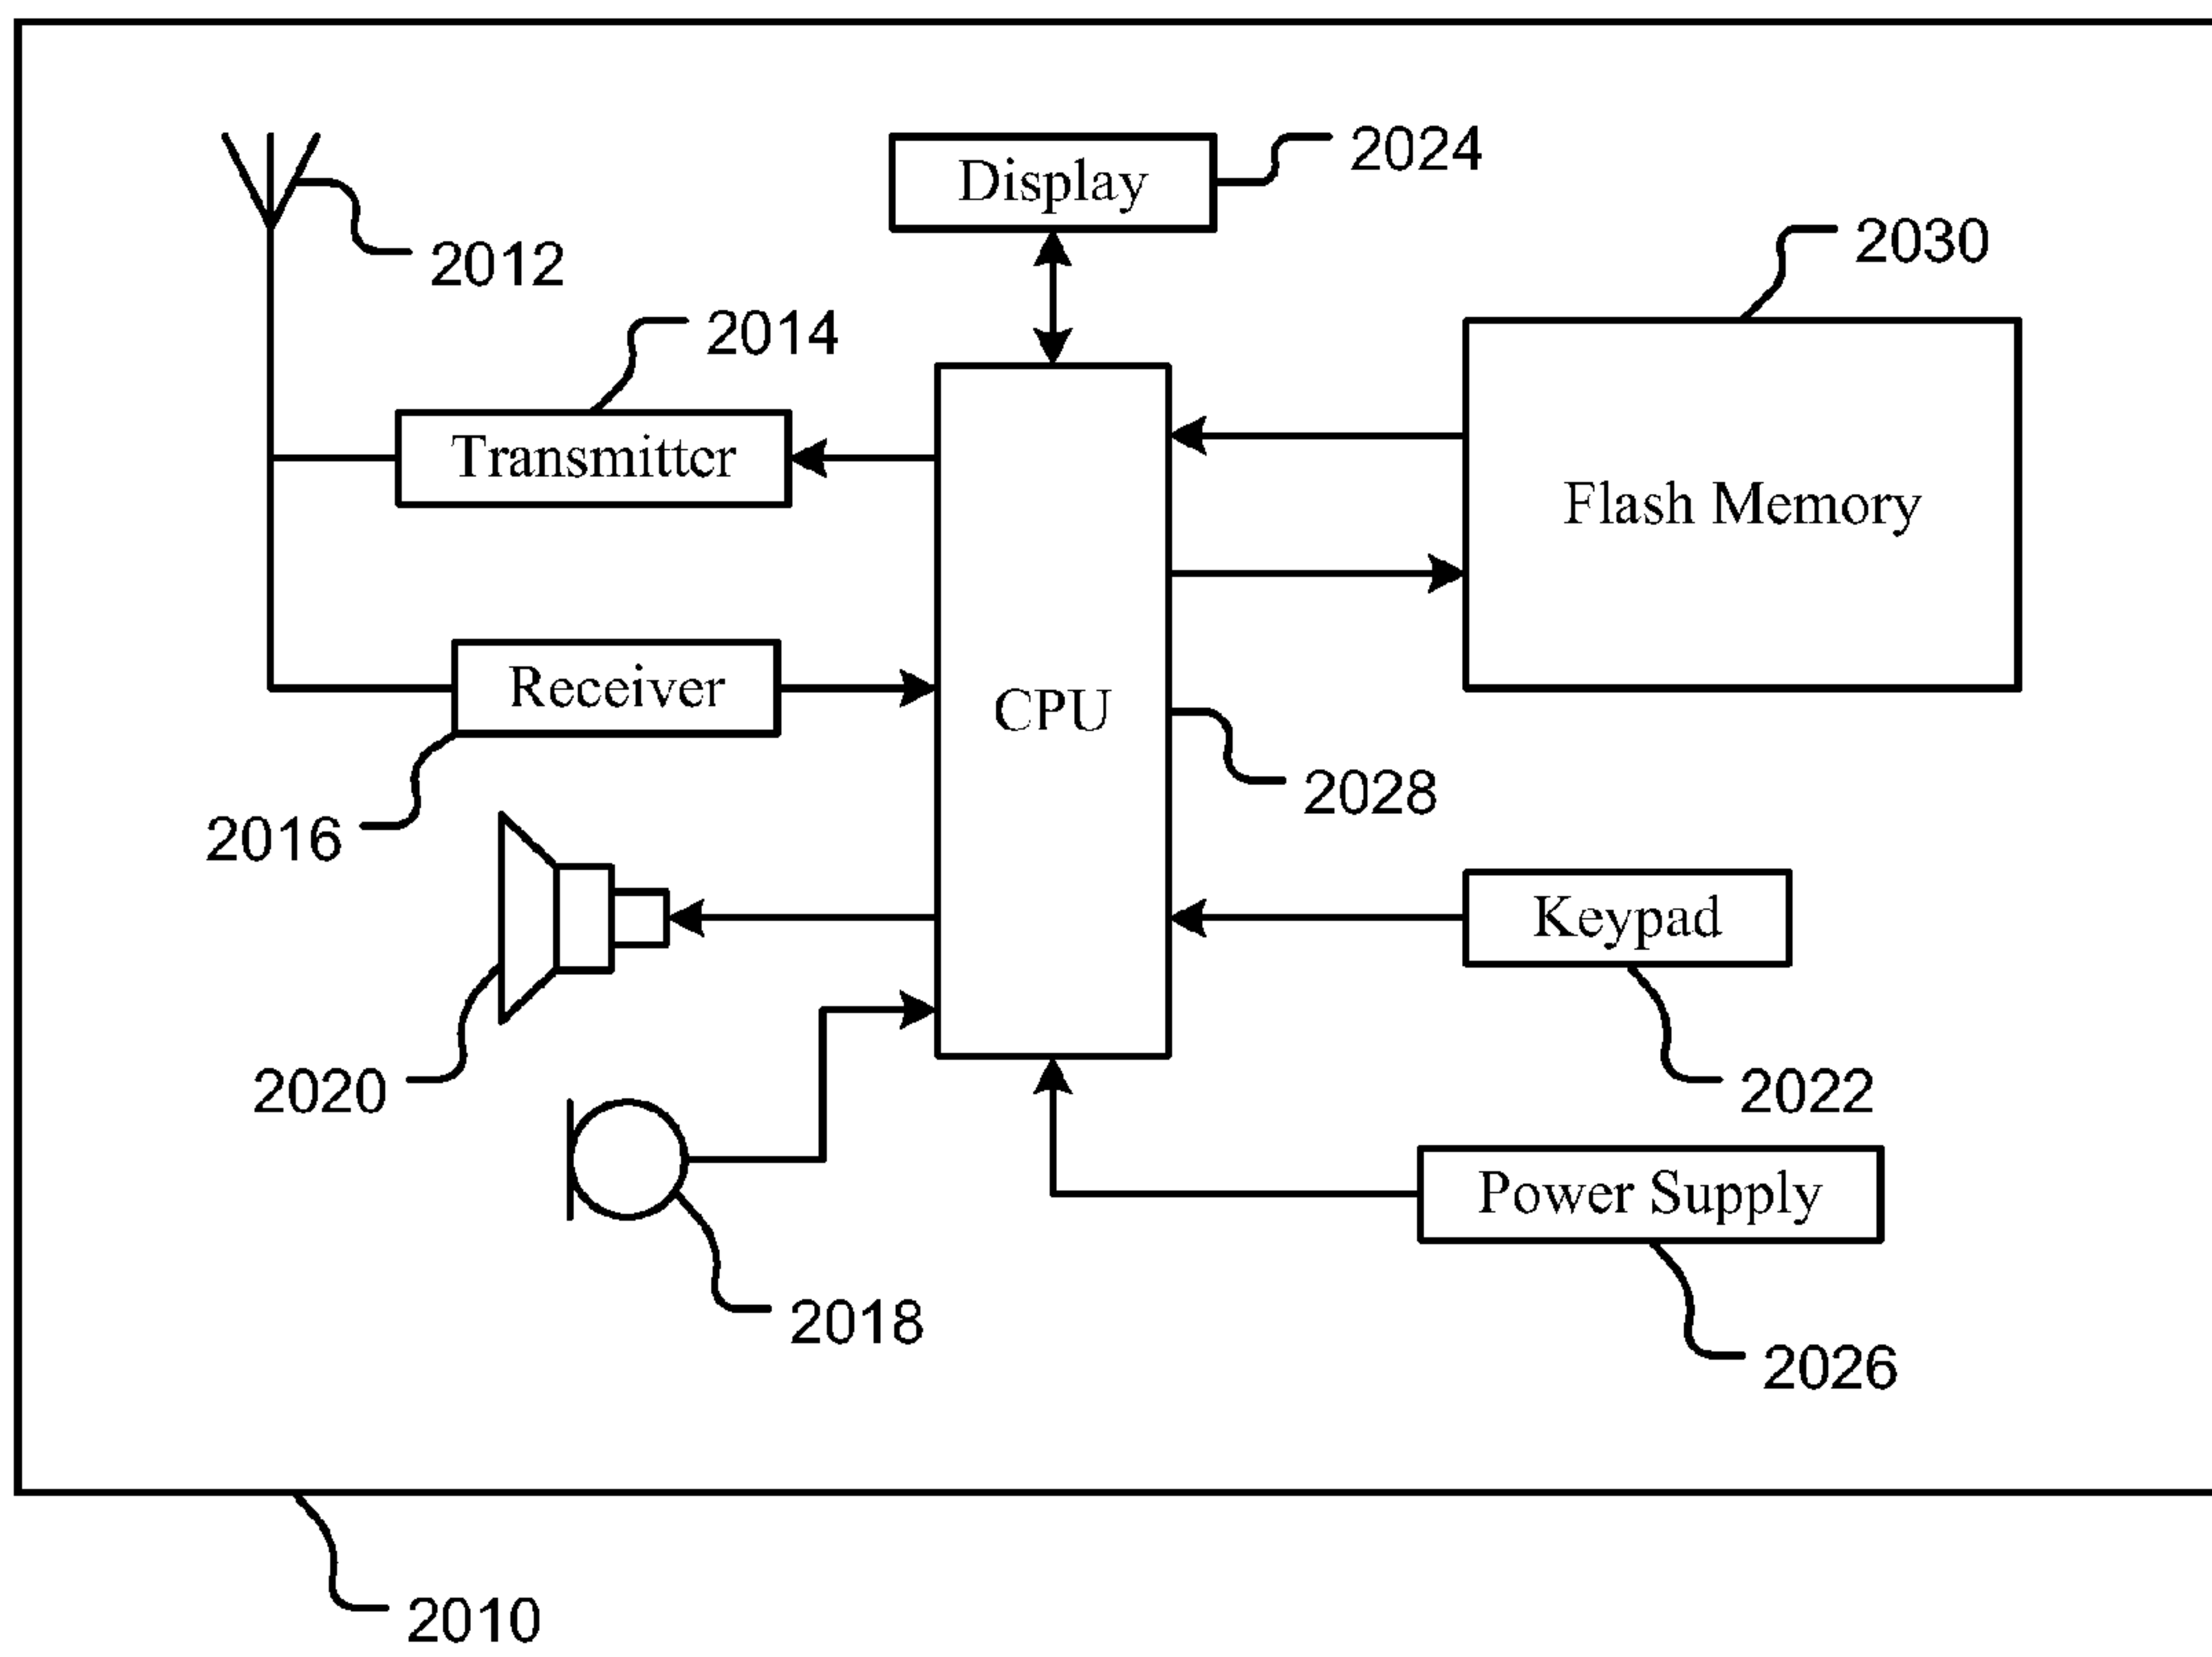 Display
2024
2012
2030
2014
Transmitter
Flash Memory
Receiver
CPU
2028
2016
Keypad
2020
2022
Power Supply
2018
2026
2010